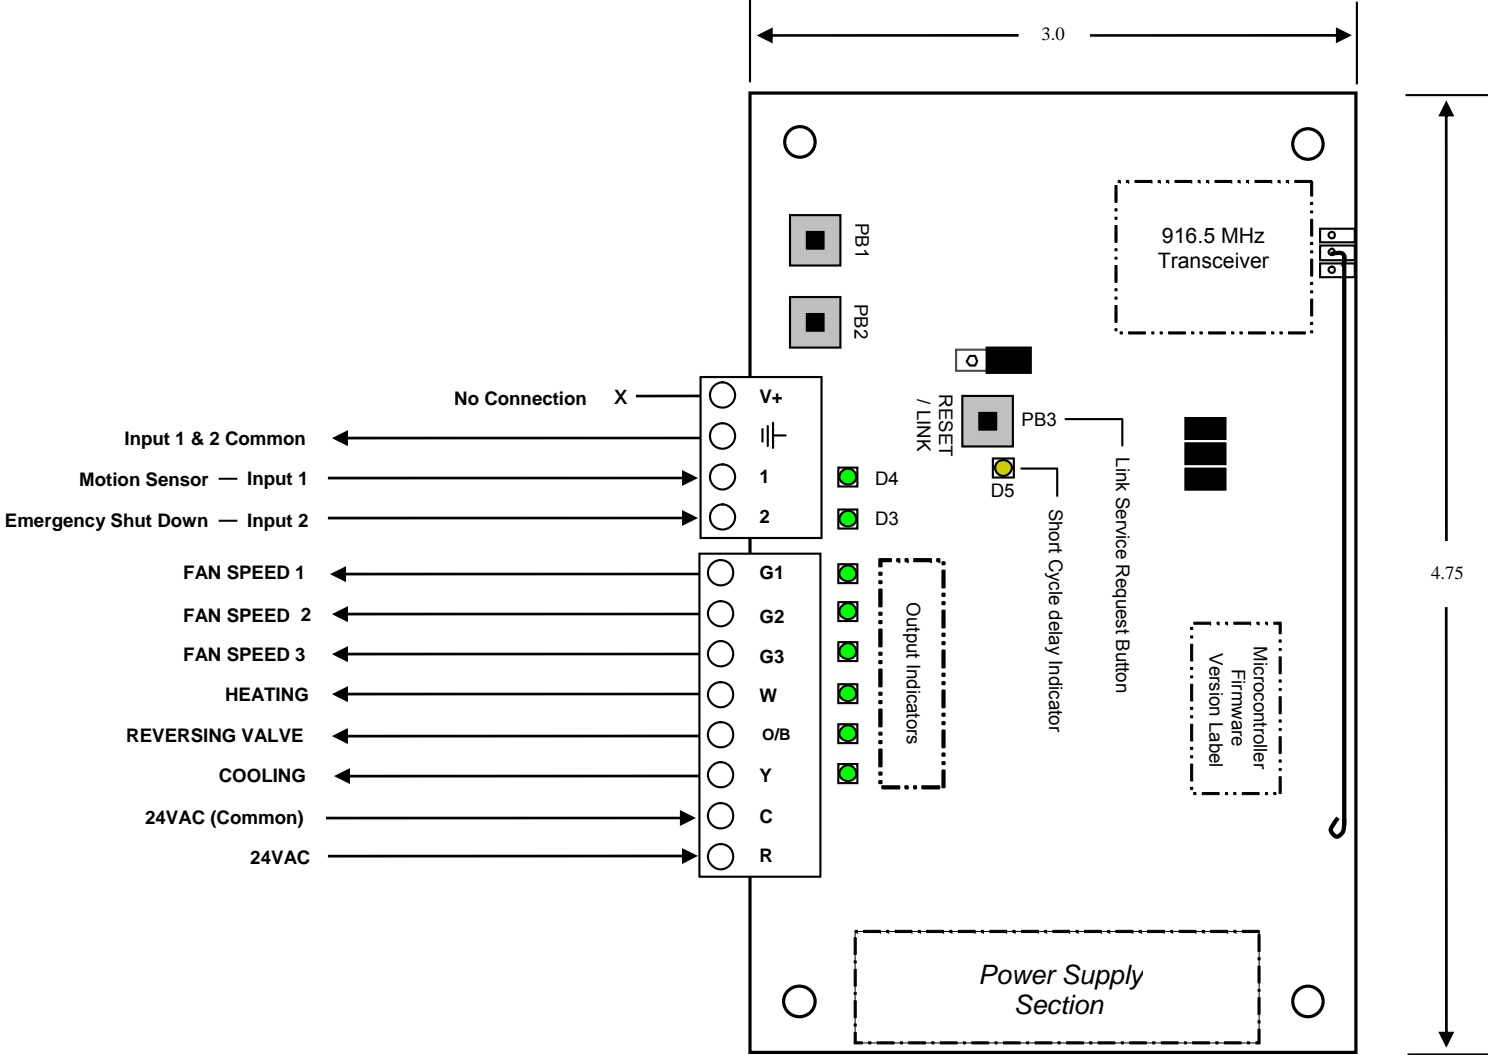 3.0
4.75
916.5 MHz
Transceiver
PB1
PB2
RESET
/ LINK
PB3
D5
Link Service Request Button
Short Cycle delay Indicator
No Connection X V+
Input 1 & 2 Common
Motion Sensor — Input 1 1 D4
Emergency Shut Down — Input 2 2 D3
FAN SPEED 1 G1
FAN SPEED 2 G2
FAN SPEED 3 G3
HEATING W
REVERSING VALVE O/B
COOLING Y
24VAC (Common) C
24VAC R
Output Indicators
Microcontroller
Firmware
Version Label
Power Supply
Section